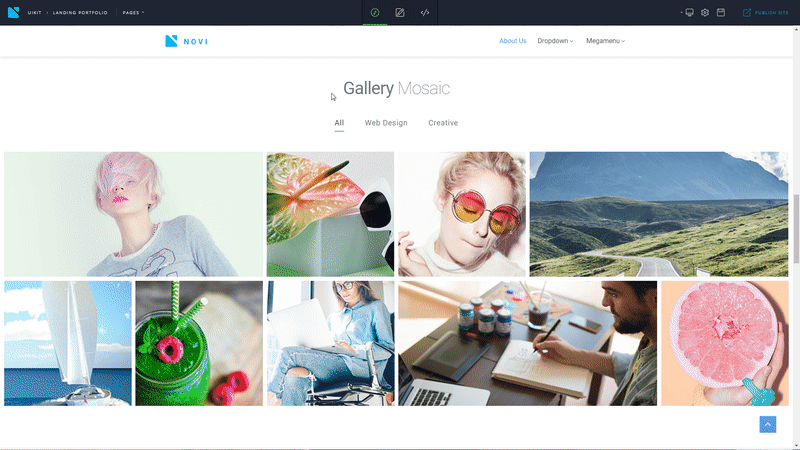 UIKIT > LANDING PORTFOLIO PAGES PUBLISH SITE
NOVI About Us Dropdown Megamenu
Gallery Mosaic
All Web Design Creative